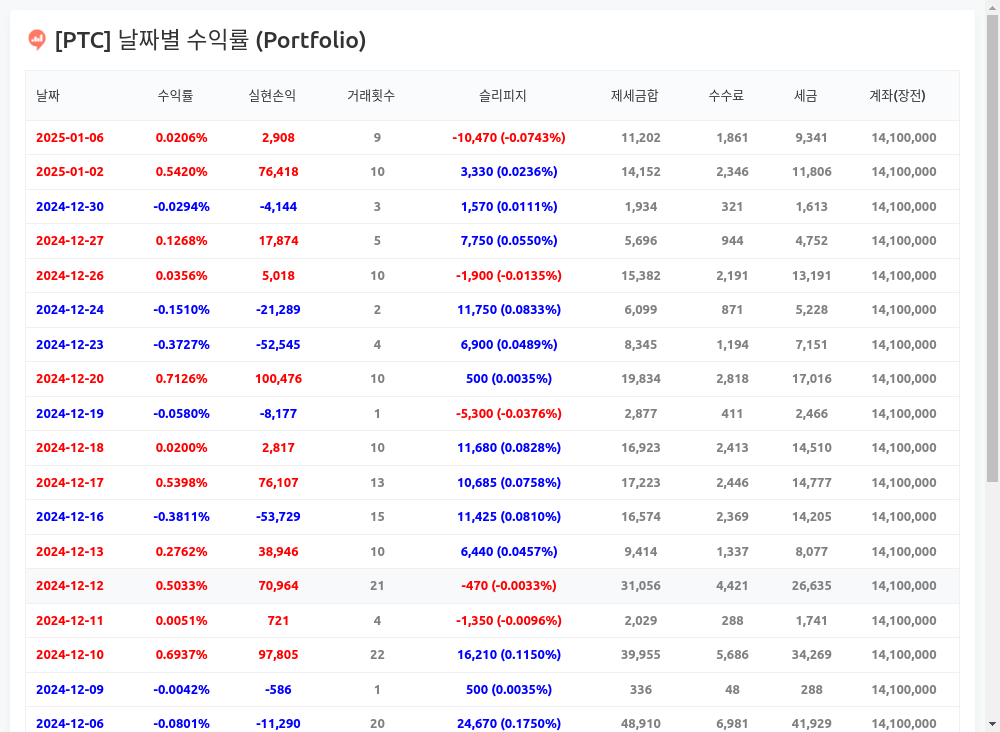 [PTC] 날짜별 수익률 (Portfolio)
날짜 수익률 실현손익 거래횟수 슬리피지 제세금합 수수료 세금 계좌(장전)
2025-01-06 0.0206% 2,908 9 -10,470 (-0.0743%) 11,202 1,861 9,341 14,100,000
2025-01-02 0.5420% 76,418 10 3,330 (0.0236%) 14,152 2,346 11,806 14,100,000
2024-12-30 -0.0294% -4,144 3 1,570 (0.0111%) 1,934 321 1,613 14,100,000
2024-12-27 0.1268% 17,874 5 7,750 (0.0550%) 5,696 944 4,752 14,100,000
2024-12-26 0.0356% 5,018 10 -1,900 (-0.0135%) 15,382 2,191 13,191 14,100,000
2024-12-24 -0.1510% -21,289 2 11,750 (0.0833%) 6,099 871 5,228 14,100,000
2024-12-23 -0.3727% -52,545 4 6,900 (0.0489%) 8,345 1,194 7,151 14,100,000
2024-12-20 0.7126% 100,476 10 500 (0.0035%) 19,834 2,818 17,016 14,100,000
2024-12-19 -0.0580% -8,177 1 -5,300 (-0.0376%) 2,877 411 2,466 14,100,000
2024-12-18 0.0200% 2,817 10 11,680 (0.0828%) 16,923 2,413 14,510 14,100,000
2024-12-17 0.5398% 76,107 13 10,685 (0.0758%) 17,223 2,446 14,777 14,100,000
2024-12-16 -0.3811% -53,729 15 11,425 (0.0810%) 16,574 2,369 14,205 14,100,000
2024-12-13 0.2762% 38,946 10 6,440 (0.0457%) 9,414 1,337 8,077 14,100,000
2024-12-12 0.5033% 70,964 21 -470 (-0.0033%) 31,056 4,421 26,635 14,100,000
2024-12-11 0.0051% 721 4 -1,350 (-0.0096%) 2,029 288 1,741 14,100,000
2024-12-10 0.6937% 97,805 22 16,210 (0.1150%) 39,955 5,686 34,269 14,100,000
2024-12-09 -0.0042% -586 1 500 (0.0035%) 336 48 288 14,100,000
2024-12-06 -0.0801% -11,290 20 24,670 (0.1750%) 48,910 6,981 41,929 14,100,000